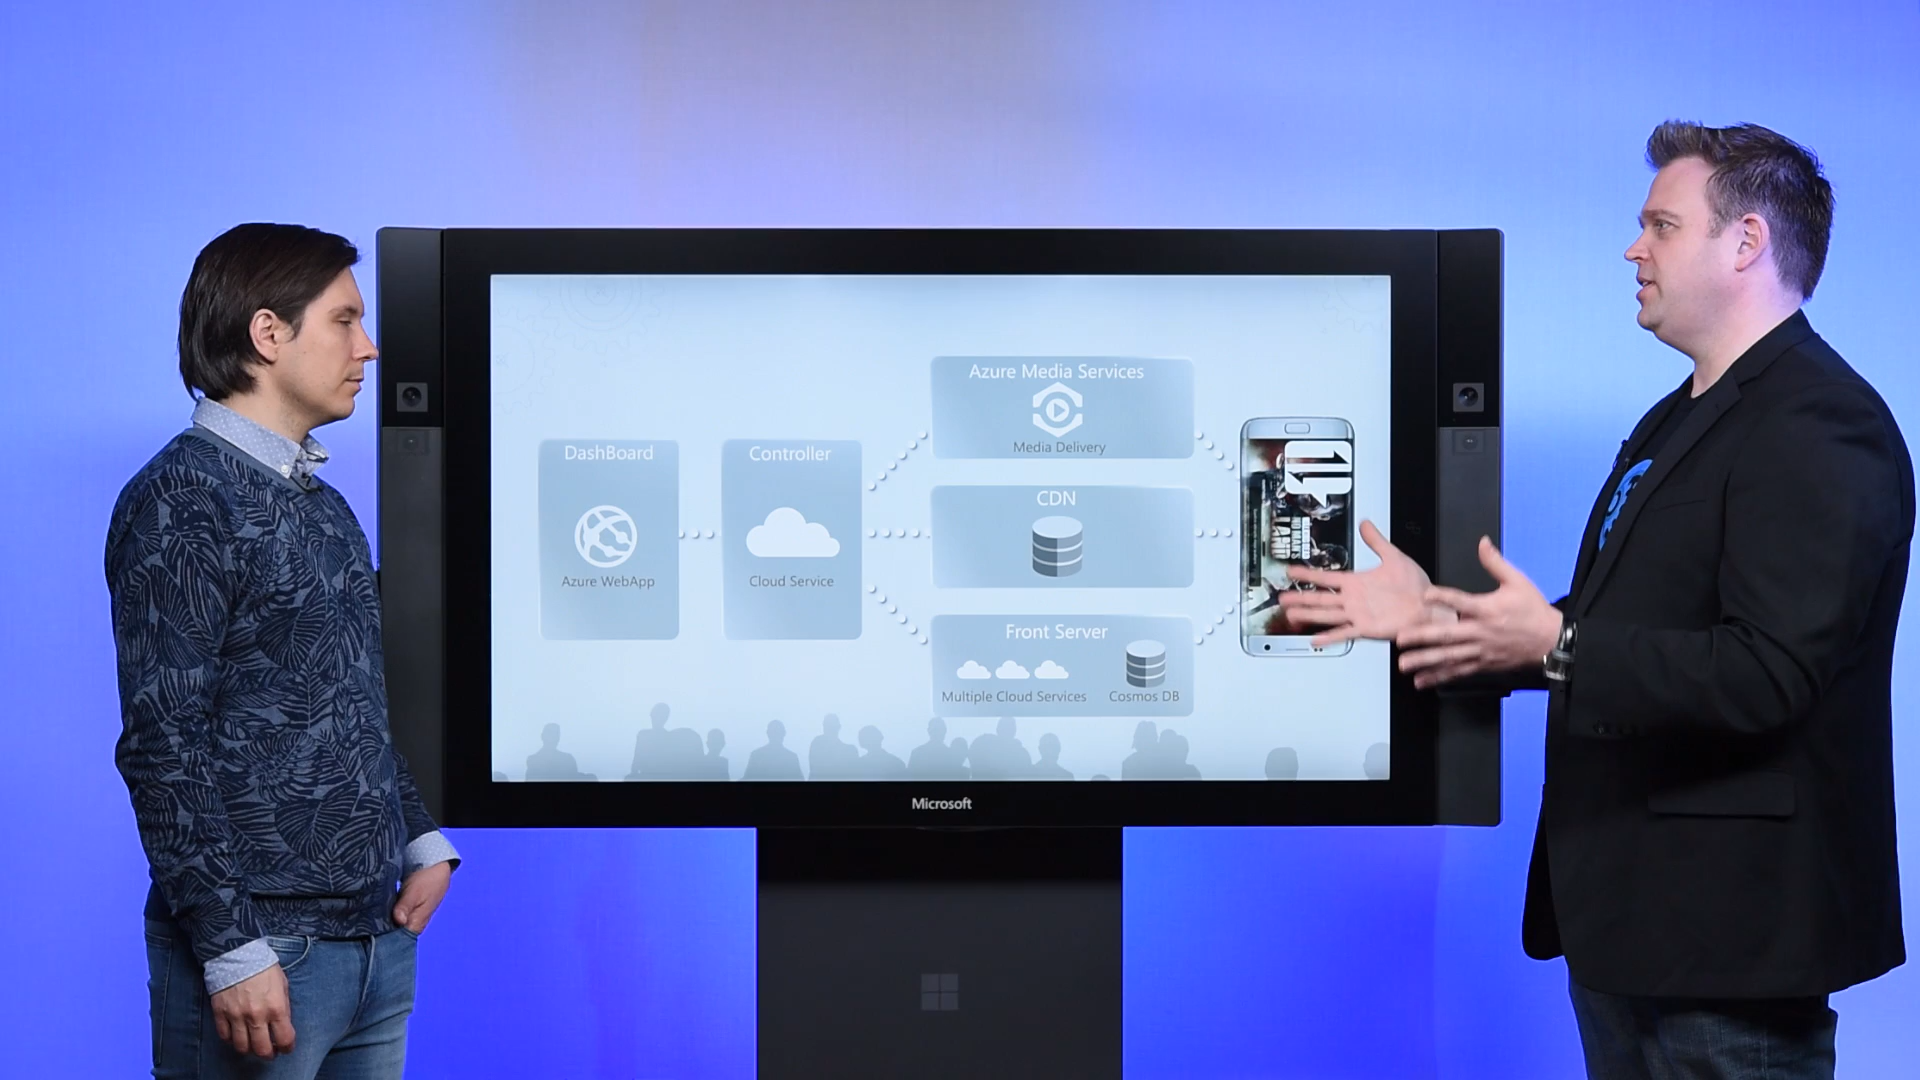 DashBoard
Azure WebApp
Controller
Cloud Service
Azure Media Services
Media Delivery
CDN
Front Server
Multiple Cloud Services
Cosmos DB
Microsoft